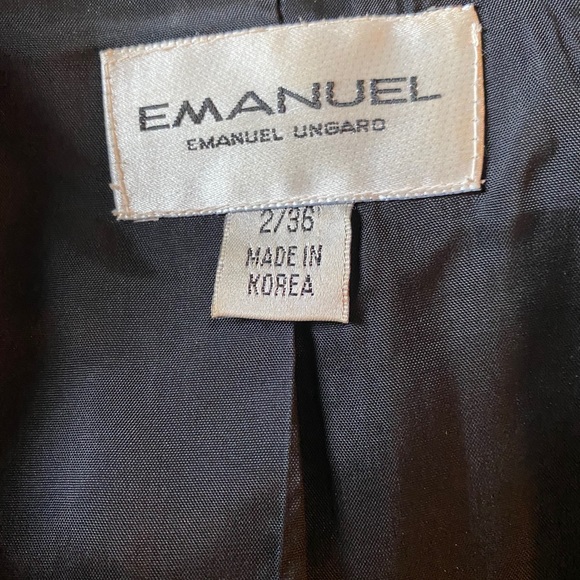 EMANUEL
EMANUEL UNGARO
2/36
MADE IN
KOREA